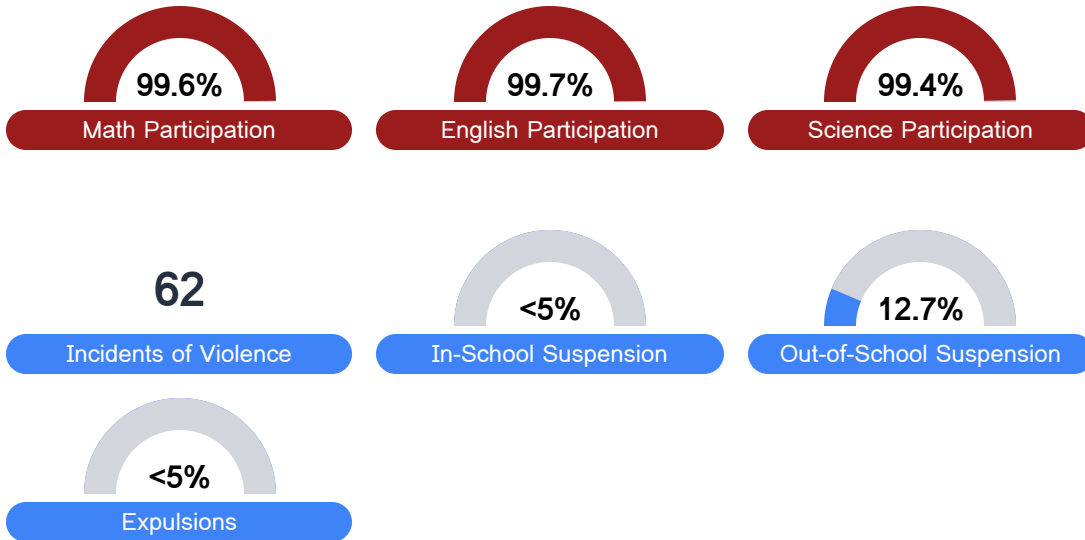 99.6%
Math Participation
99.7%
English Participation
99.4%
Science Participation
62
Incidents of Violence
<5%
In-School Suspension
12.7%
Out-of-School Suspension
<5%
Expulsions